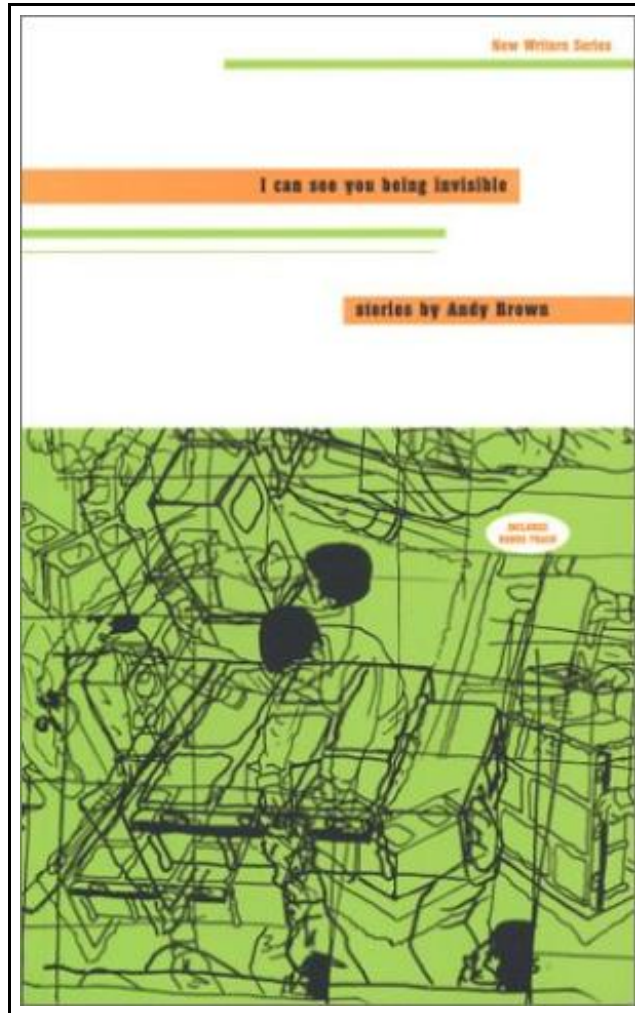 New Writers Series
I can see you being invisible
stories by Andy Brown
INCLUDES
BONUS TRACK